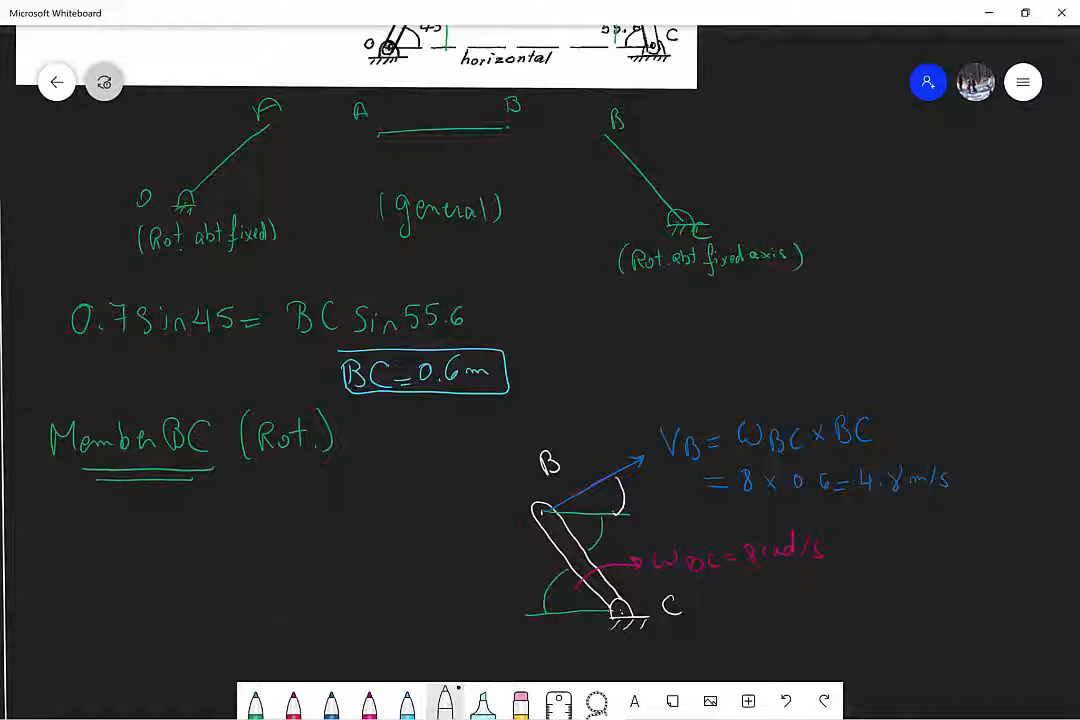 Microsoft Whiteboard
45
55.6
O
C
horizontal
A
A
B
B
O
(general)
C
(Rot. abt fixed)
(Rot. abt fixed axis)
0.7 Sin 45 = BC Sin 55.6
BC = 0.6 m
Member BC (Rot.)
B
VB = ωBC × BC
= 8 × 0.6 = 4.8 m/s
ωBC = 8 rad/s
C
A